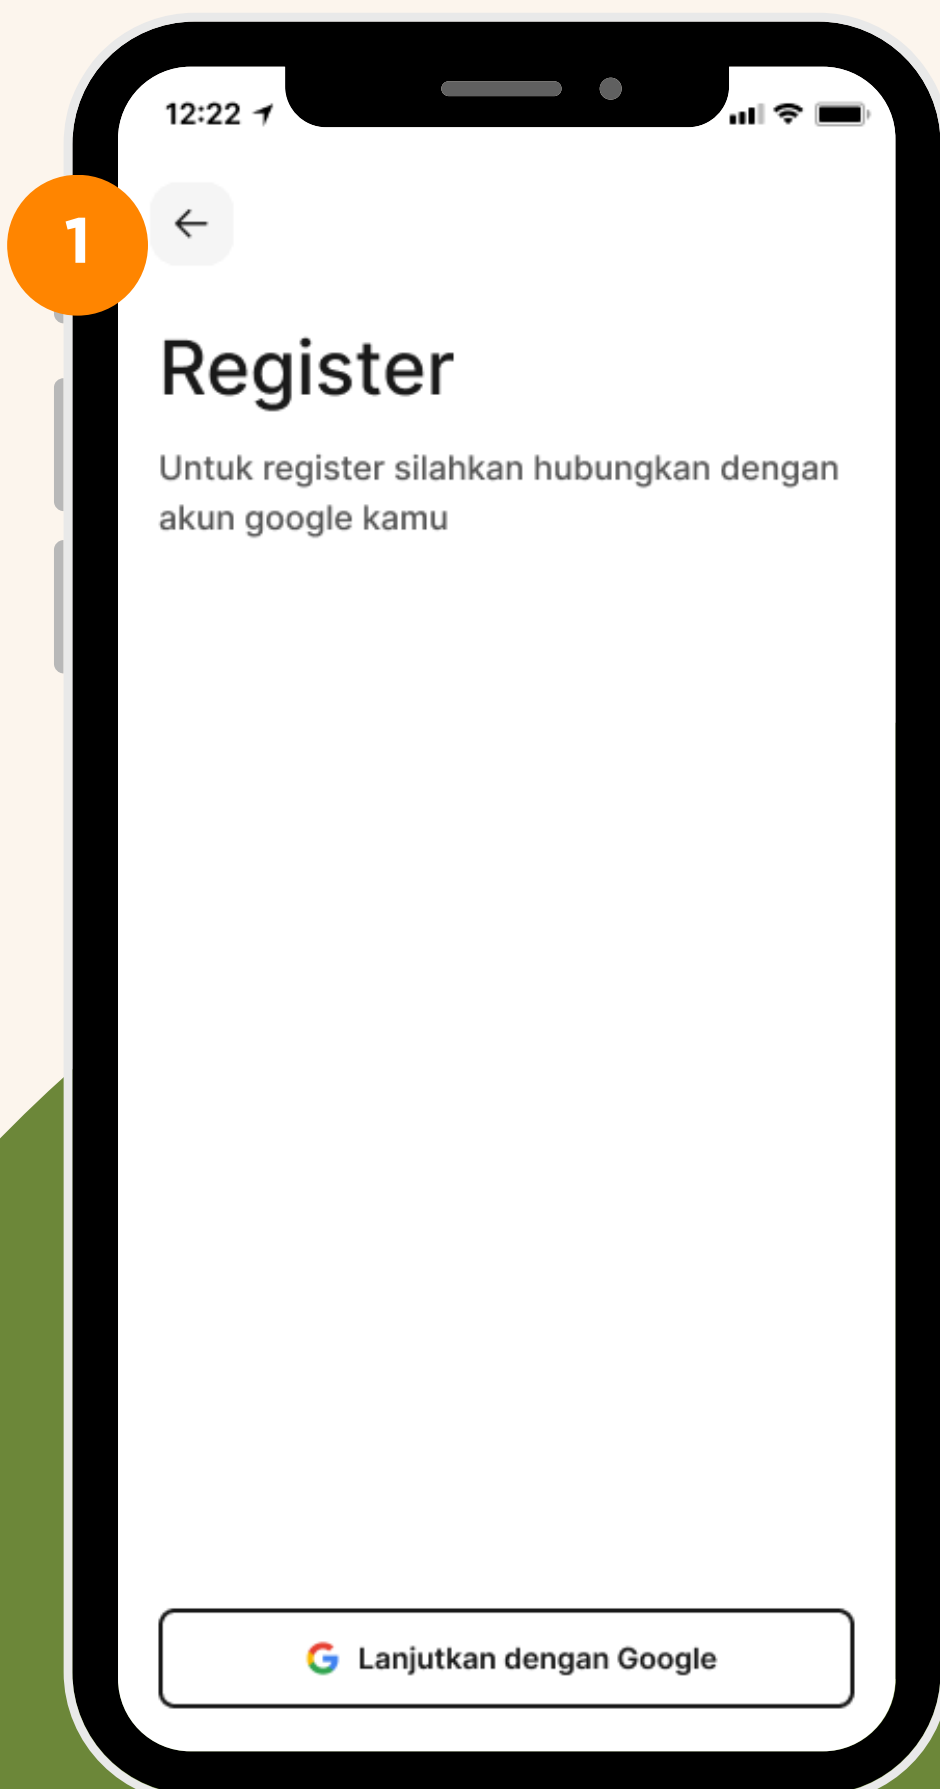 12:22
1
Register
Untuk register silahkan hubungkan dengan
akun google kamu
Lanjutkan dengan Google